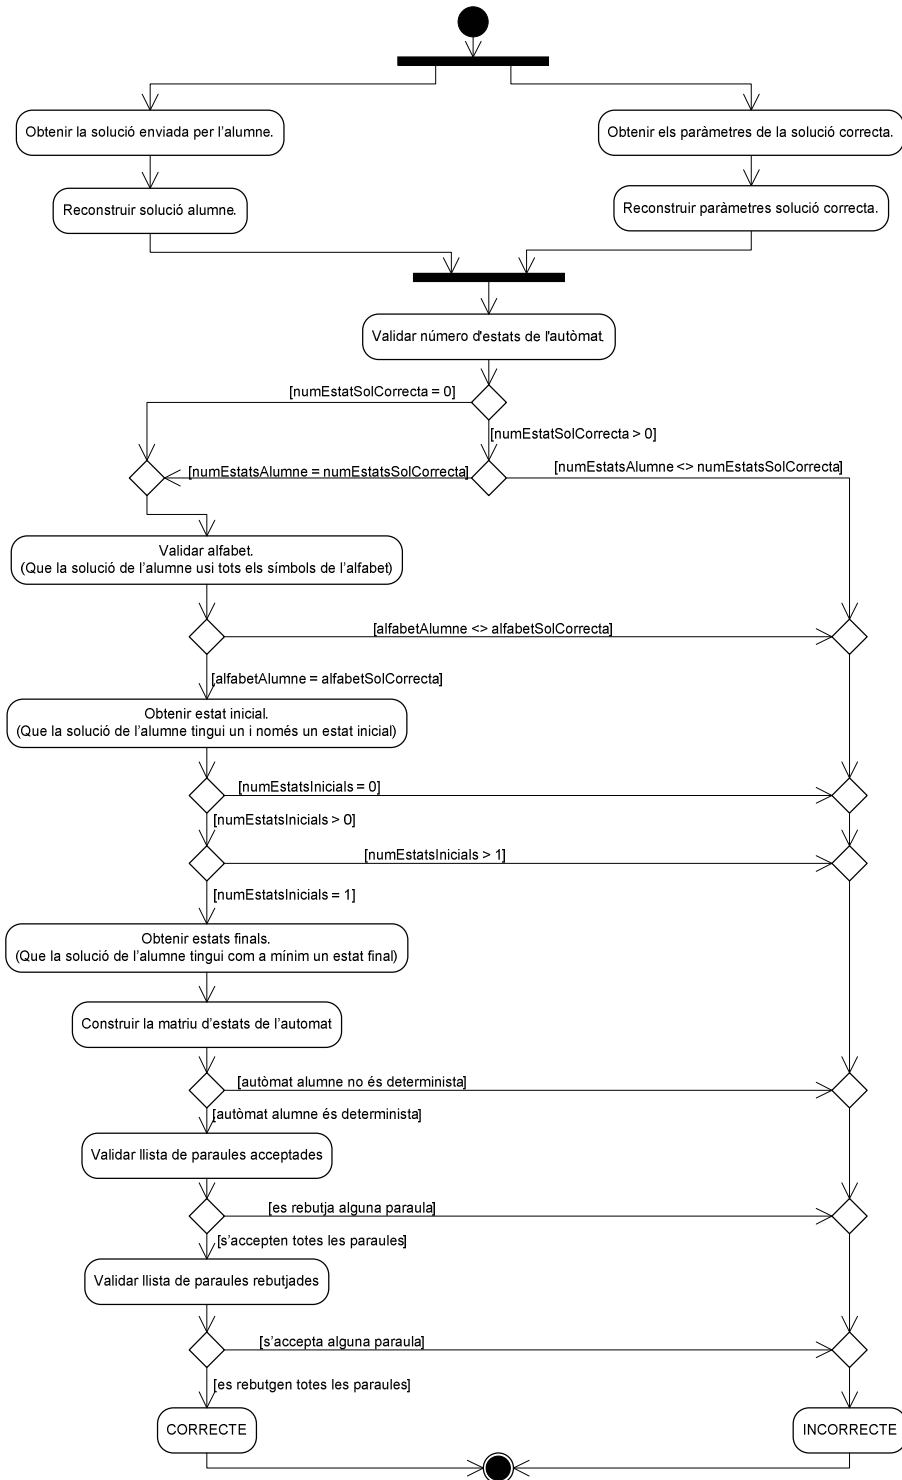 Obtenir la solució enviada per l'alumne.
Obtenir els paràmetres de la solució correcta.
Reconstruir solució alumne.
Reconstruir paràmetres solució correcta.
Validar número d'estats de l'autòmat.
[numEstatSolCorrecta = 0]
[numEstatSolCorrecta > 0]
[numEstatsAlumne = numEstatsSolCorrecta]
[numEstatsAlumne <> numEstatsSolCorrecta]
Validar alfabet.
(Que la solució de l'alumne usi tots els símbols de l'alfabet)
[alfabetAlumne <> alfabetSolCorrecta]
[alfabetAlumne = alfabetSolCorrecta]
Obtenir estat inicial.
(Que la solució de l'alumne tingui un i només un estat inicial)
[numEstatsInicials = 0]
[numEstatsInicials > 0]
[numEstatsInicials > 1]
[numEstatsInicials = 1]
Obtenir estats finals.
(Que la solució de l'alumne tingui com a mínim un estat final)
Construir la matriu d'estats de l'automat
[autòmat alumne no és determinista]
[autòmat alumne és determinista]
Validar llista de paraules acceptades
[es rebutja alguna paraula]
[s'accepten totes les paraules]
Validar llista de paraules rebutjades
[s'accepta alguna paraula]
[es rebutgen totes les paraules]
CORRECTE
INCORRECTE